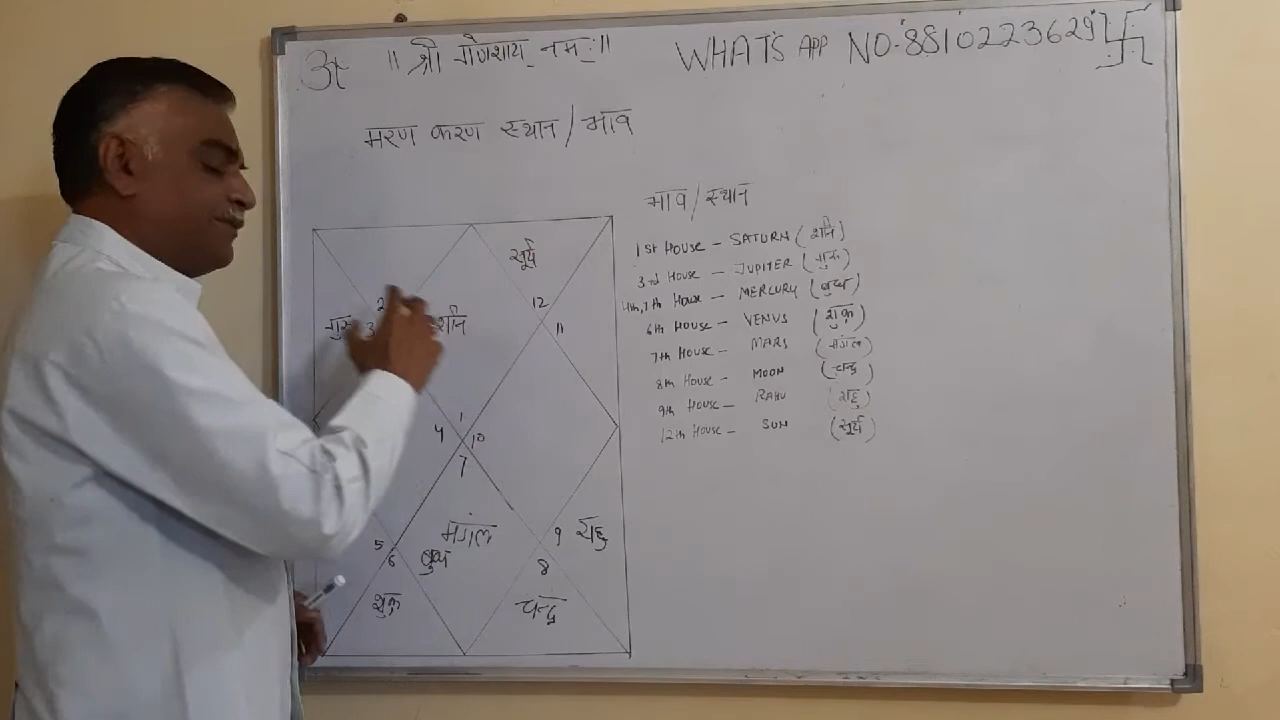 ॐ
॥ श्री गणेशाय नमः ॥
WHAT'S APP NO-8810223629
मरण करण स्थान / भाव
भाव / स्थान
1st HOUSE – SATURN (शनि)
3rd HOUSE – JUPITER (गुरू)
4th, 7th HOUSE – MERCURY (बुध)
6th HOUSE – VENUS (शुक्र)
7th HOUSE – MARS (मंगल)
8th HOUSE – MOON (चन्द्र)
9th HOUSE – RAHU (राहु)
12th HOUSE – SUN (सूर्य)
सूर्य
2
12
गुरू 3 शनि
11
1
4
10
7
मंगल
9 राहु
5
6
बुध
8
शुक्र
चन्द्र